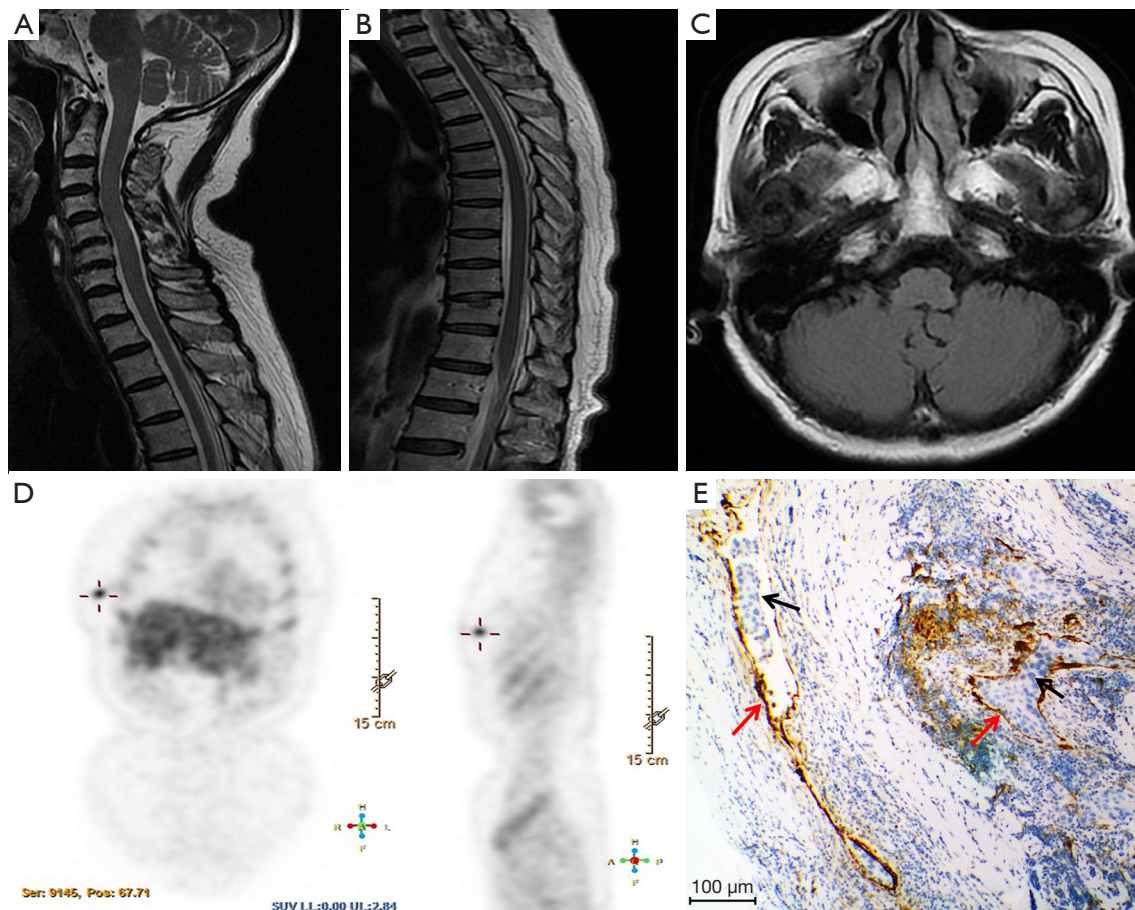 A
B
C
D
15 cm
15 cm
H
R L
F
H
A P
F
Ser: 9145, Pos: 67.71
SUV LL:0.00 UL:2.84
E
100 μm